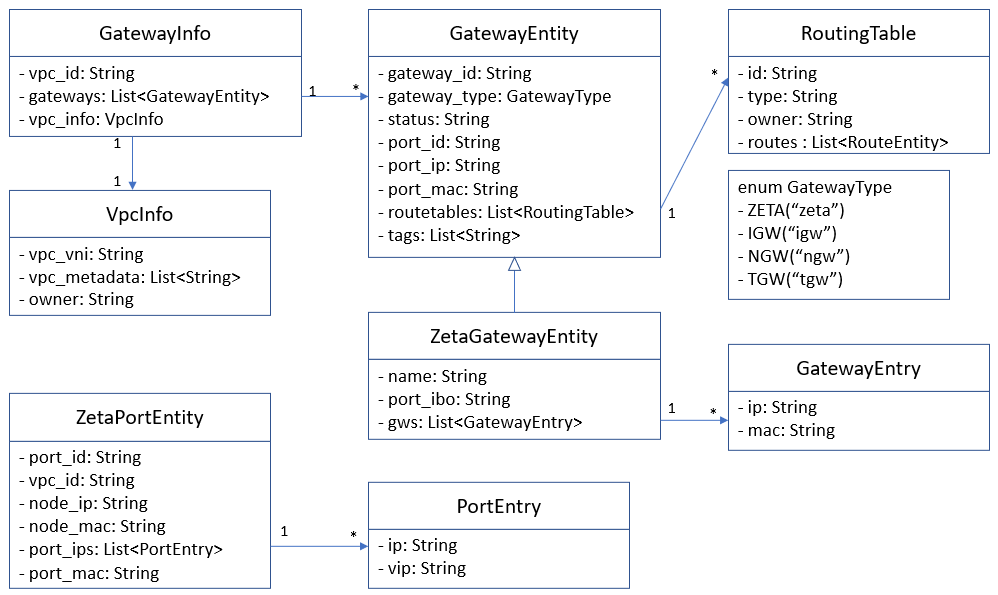 GatewayInfo
- vpc_id: String
- gateways: List<GatewayEntity>
- vpc_info: VpcInfo
1
*
1
1
GatewayEntity
- gateway_id: String
- gateway_type: GatewayType
- status: String
- port_id: String
- port_ip: String
- port_mac: String
- routetables: List<RoutingTable>
- tags: List<String>
1
*
RoutingTable
- id: String
- type: String
- owner: String
- routes : List<RouteEntity>
enum GatewayType
- ZETA(“zeta”)
- IGW(“igw”)
- NGW(“ngw”)
- TGW(“tgw”)
VpcInfo
- vpc_vni: String
- vpc_metadata: List<String>
- owner: String
ZetaGatewayEntity
- name: String
- port_ibo: String
- gws: List<GatewayEntry>
1
*
GatewayEntry
- ip: String
- mac: String
ZetaPortEntity
- port_id: String
- vpc_id: String
- node_ip: String
- node_mac: String
- port_ips: List<PortEntry>
- port_mac: String
1
*
PortEntry
- ip: String
- vip: String